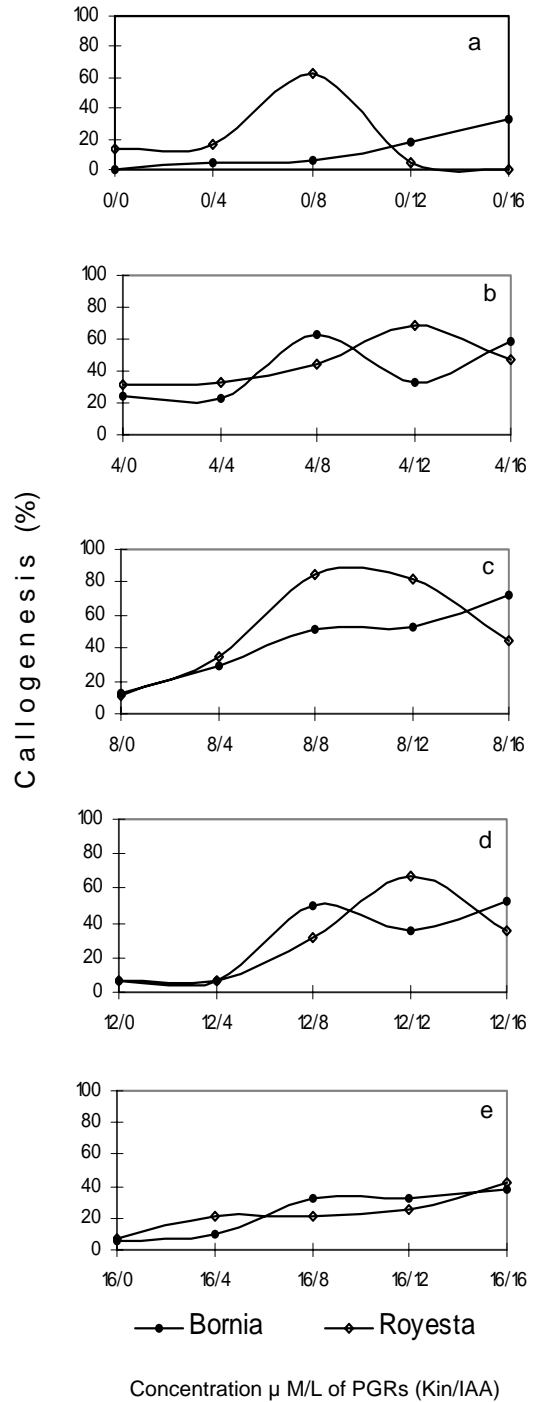 a
100
80
60
40
20
0
0/0 0/4 0/8 0/12 0/16
b
100
80
60
40
20
0
4/0 4/4 4/8 4/12 4/16
Callogenesis (%)
c
100
80
60
40
20
0
8/0 8/4 8/8 8/12 8/16
d
100
80
60
40
20
0
12/0 12/4 12/8 12/12 12/16
e
100
80
60
40
20
0
16/0 16/4 16/8 16/12 16/16
Bornia Royesta
Concentration µ M/L of PGRs (Kin/IAA)